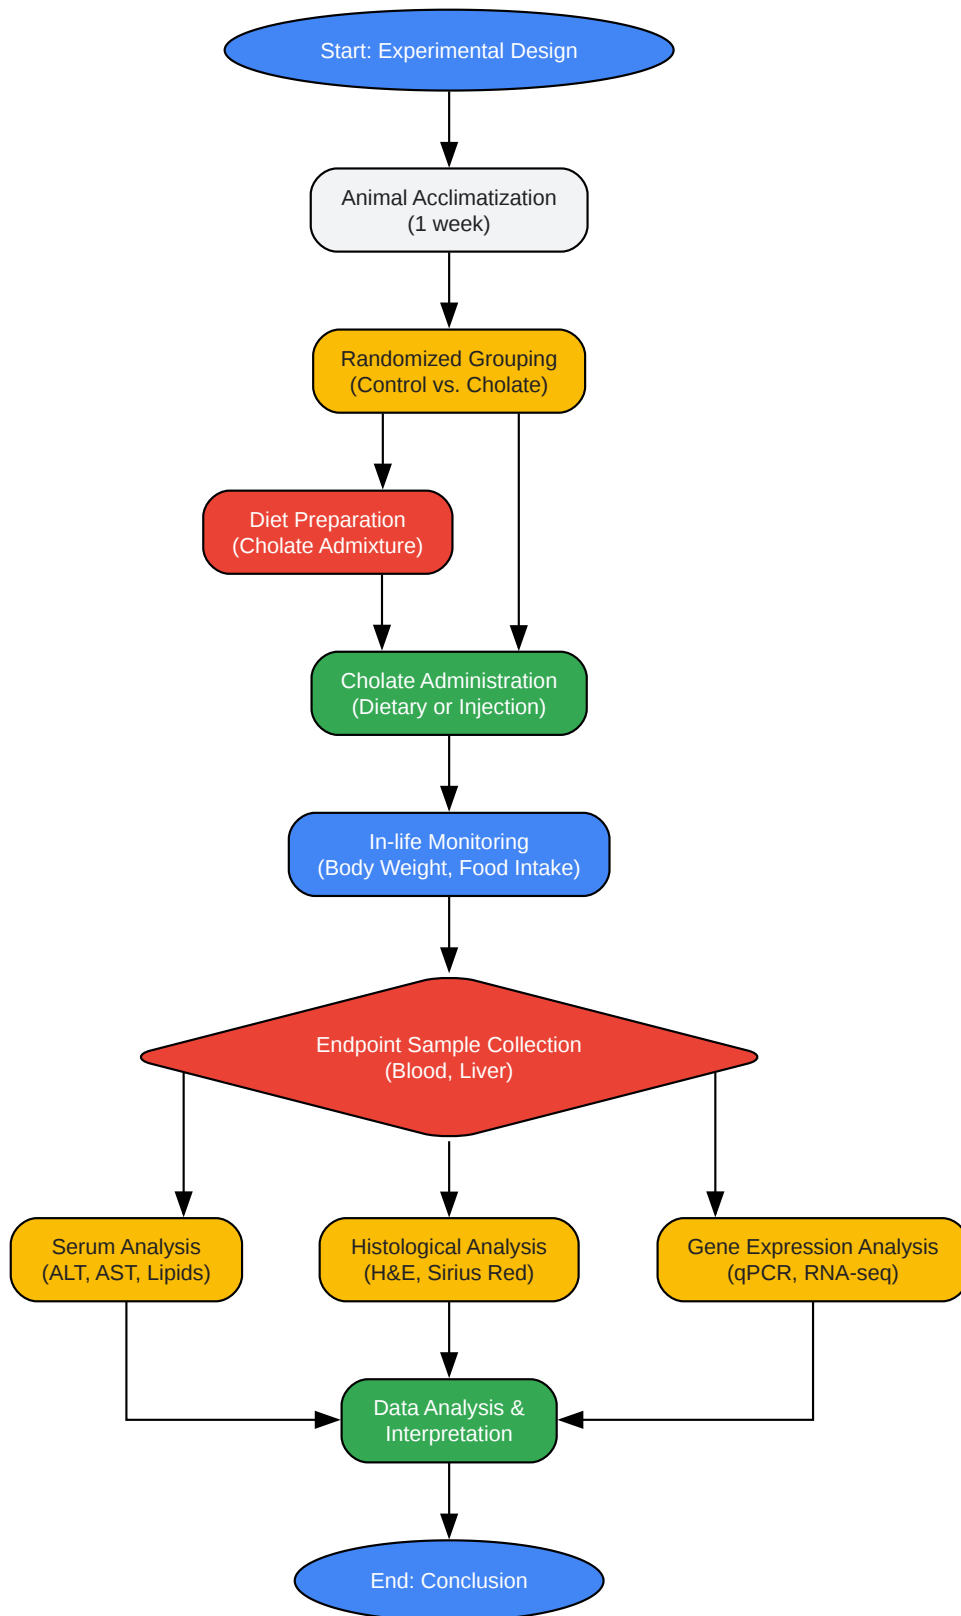 Start: Experimental Design
Animal Acclimatization
(1 week)
Randomized Grouping
(Control vs. Cholate)
Diet Preparation
(Cholate Admixture)
Cholate Administration
(Dietary or Injection)
In-life Monitoring
(Body Weight, Food Intake)
Endpoint Sample Collection
(Blood, Liver)
Serum Analysis
(ALT, AST, Lipids)
Histological Analysis
(H&E, Sirius Red)
Gene Expression Analysis
(qPCR, RNA-seq)
Data Analysis &
Interpretation
End: Conclusion